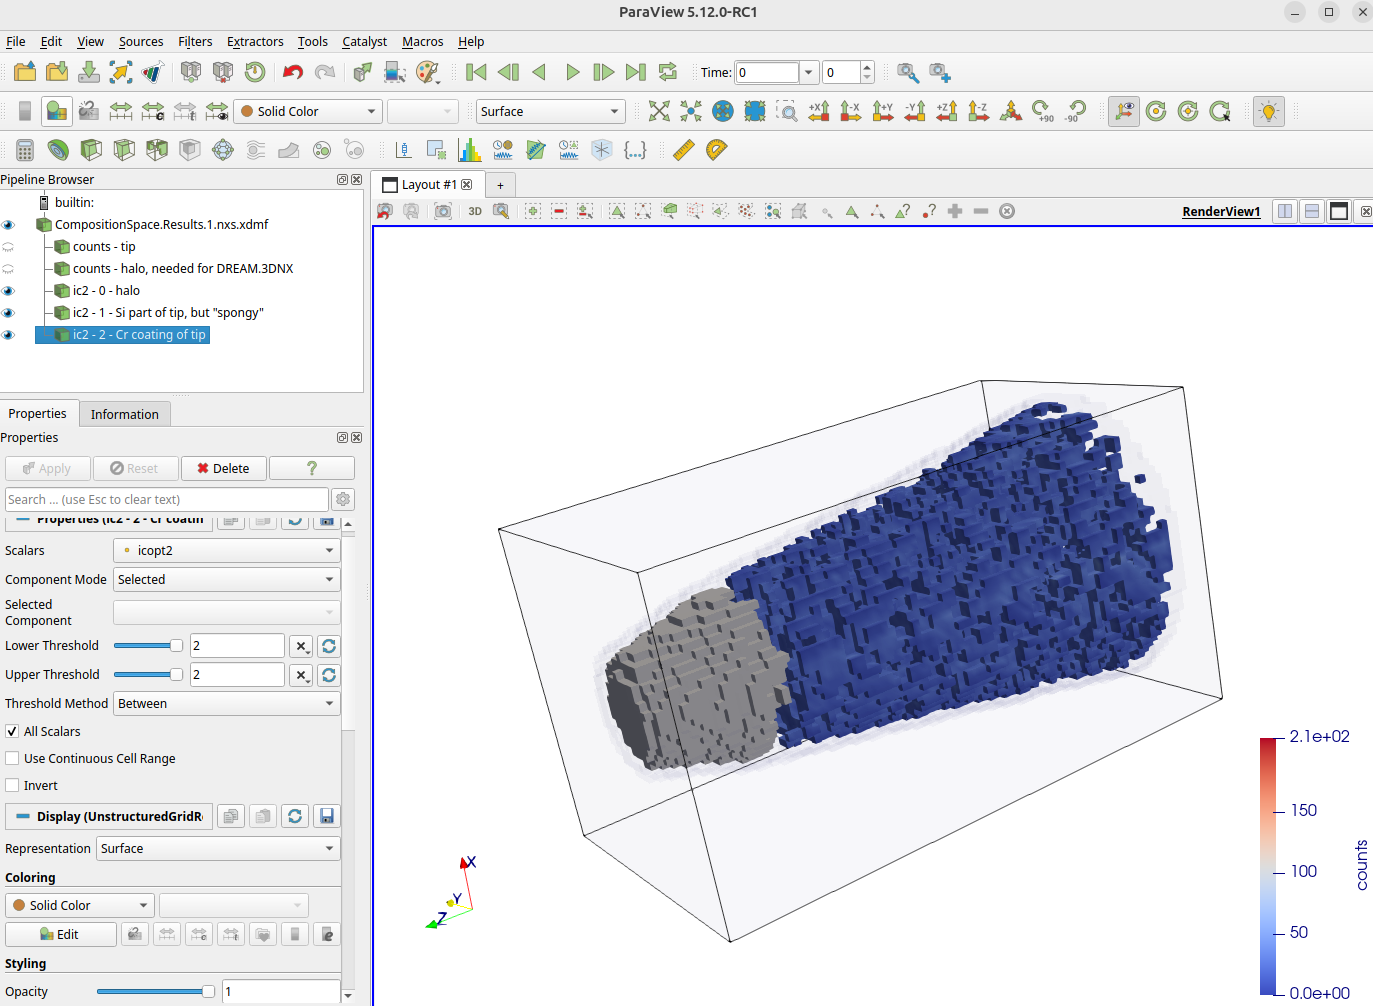 ParaView 5.12.0-RC1
File Edit View Sources Filters Extractors Tools Catalyst Macros Help
Time: 0 0
Solid Color Surface +X -X +Y -Y +Z -Z +90 -90
Pipeline Browser
Layout #1 +
3D RenderView1
builtin:
CompositionSpace.Results.1.nxs.xdmf
counts - tip
counts - halo, needed for DREAM.3DNX
ic2 - 0 - halo
ic2 - 1 - Si part of tip, but "spongy"
ic2 - 2 - Cr coating of tip
Properties Information
Properties
Apply Reset Delete ?
Search ... (use Esc to clear text)
Properties (ic2 - 2 - Cr coatin
Scalars icopt2
Component Mode Selected
Selected
Component
Lower Threshold 2
Upper Threshold 2
Threshold Method Between
All Scalars
Use Continuous Cell Range
Invert
Display (UnstructuredGridR
Representation Surface
Coloring
Solid Color
Edit
Styling
Opacity 1
X
Y
Z
2.1e+02
150
100
50
0.0e+00
counts